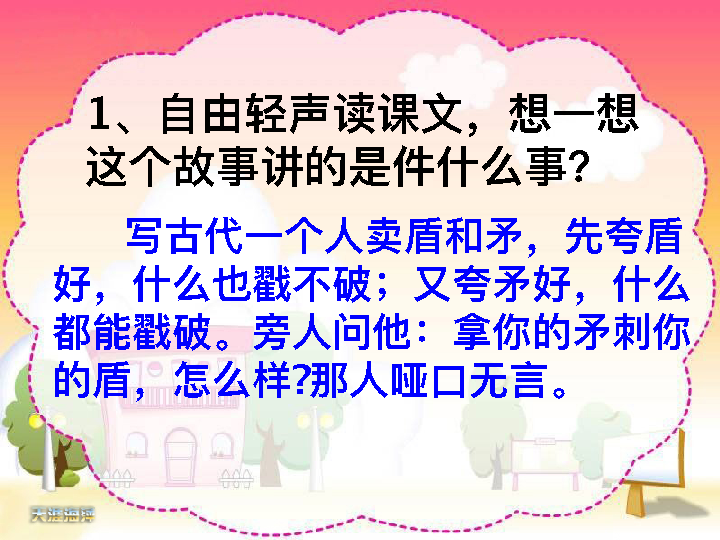 1、自由轻声读课文，想一想
这个故事讲的是件什么事?
写古代一个人卖盾和矛，先夸盾
好，什么也戳不破；又夸矛好，什么
都能戳破。旁人问他：拿你的矛刺你
的盾，怎么样?那人哑口无言。